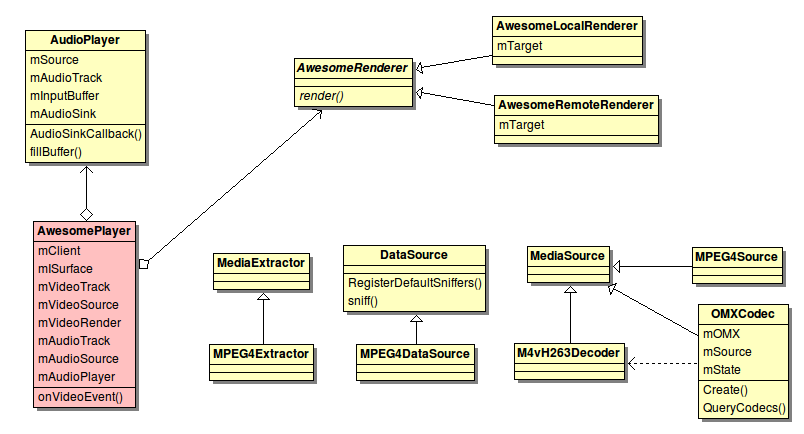 AudioPlayer
mSource
mAudioTrack
mInputBuffer
mAudioSink
AudioSinkCallback()
fillBuffer()
AwesomeRenderer
render()
AwesomeLocalRenderer
mTarget
AwesomeRemoteRenderer
mTarget
AwesomePlayer
mClient
mISurface
mVideoTrack
mVideoSource
mVideoRender
mAudioTrack
mAudioSource
mAudioPlayer
onVideoEvent()
MediaExtractor
MPEG4Extractor
DataSource
RegisterDefaultSniffers()
sniff()
MPEG4DataSource
MediaSource
M4vH263Decoder
MPEG4Source
OMXCodec
mOMX
mSource
mState
Create()
QueryCodecs()